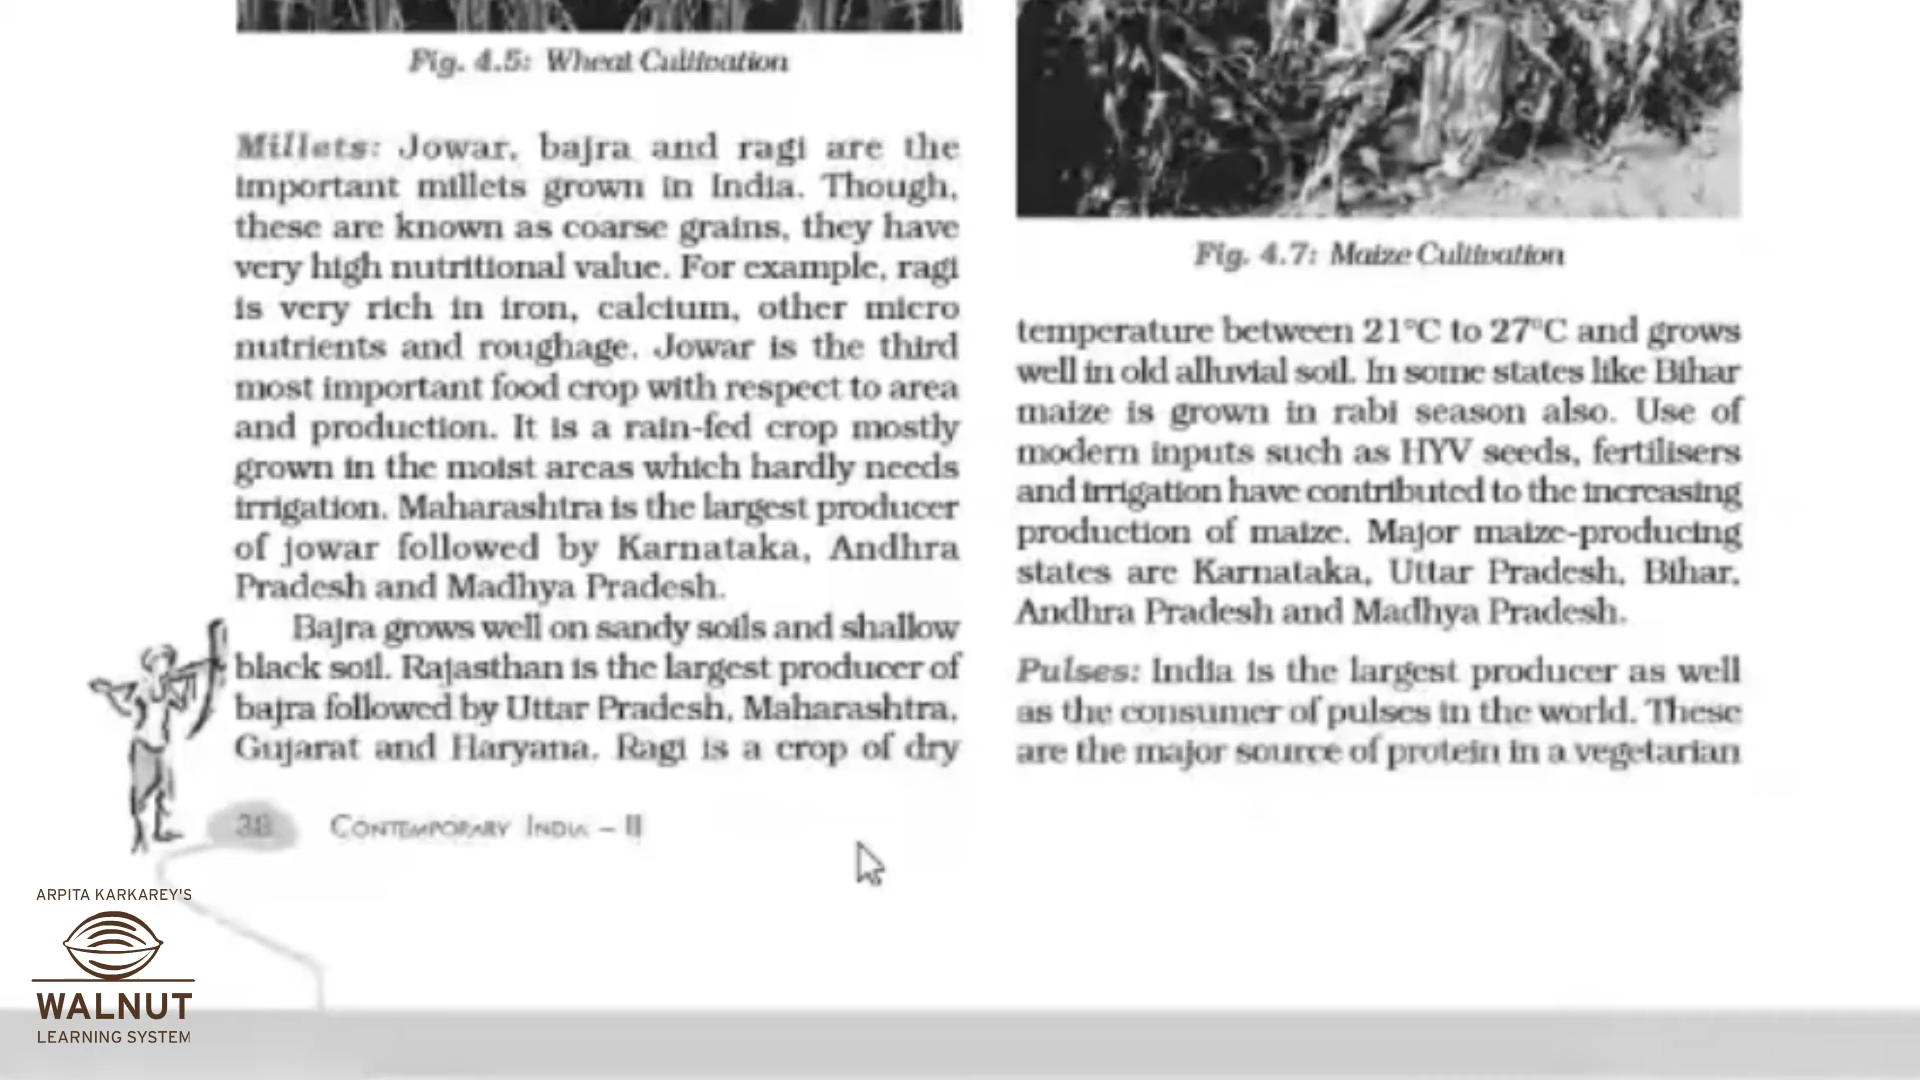 Fig. 4.5: Wheat Cultivation
Millets: Jowar, bajra and ragi are the
important millets grown in India. Though,
these are known as coarse grains, they have
very high nutritional value. For example, ragi
is very rich in iron, calcium, other micro
nutrients and roughage. Jowar is the third
most important food crop with respect to area
and production. It is a rain-fed crop mostly
grown in the moist areas which hardly needs
irrigation. Maharashtra is the largest producer
of jowar followed by Karnataka, Andhra
Pradesh and Madhya Pradesh.
Bajra grows well on sandy soils and shallow
black soil. Rajasthan is the largest producer of
bajra followed by Uttar Pradesh, Maharashtra,
Gujarat and Haryana. Ragi is a crop of dry
38 CONTEMPORARY INDIA – II
Fig. 4.7: Maize Cultivation
temperature between 21°C to 27°C and grows
well in old alluvial soil. In some states like Bihar
maize is grown in rabi season also. Use of
modern inputs such as HYV seeds, fertilisers
and irrigation have contributed to the increasing
production of maize. Major maize-producing
states are Karnataka, Uttar Pradesh, Bihar,
Andhra Pradesh and Madhya Pradesh.
Pulses: India is the largest producer as well
as the consumer of pulses in the world. These
are the major source of protein in a vegetarian
ARPITA KARKAREY'S
WALNUT
LEARNING SYSTEM